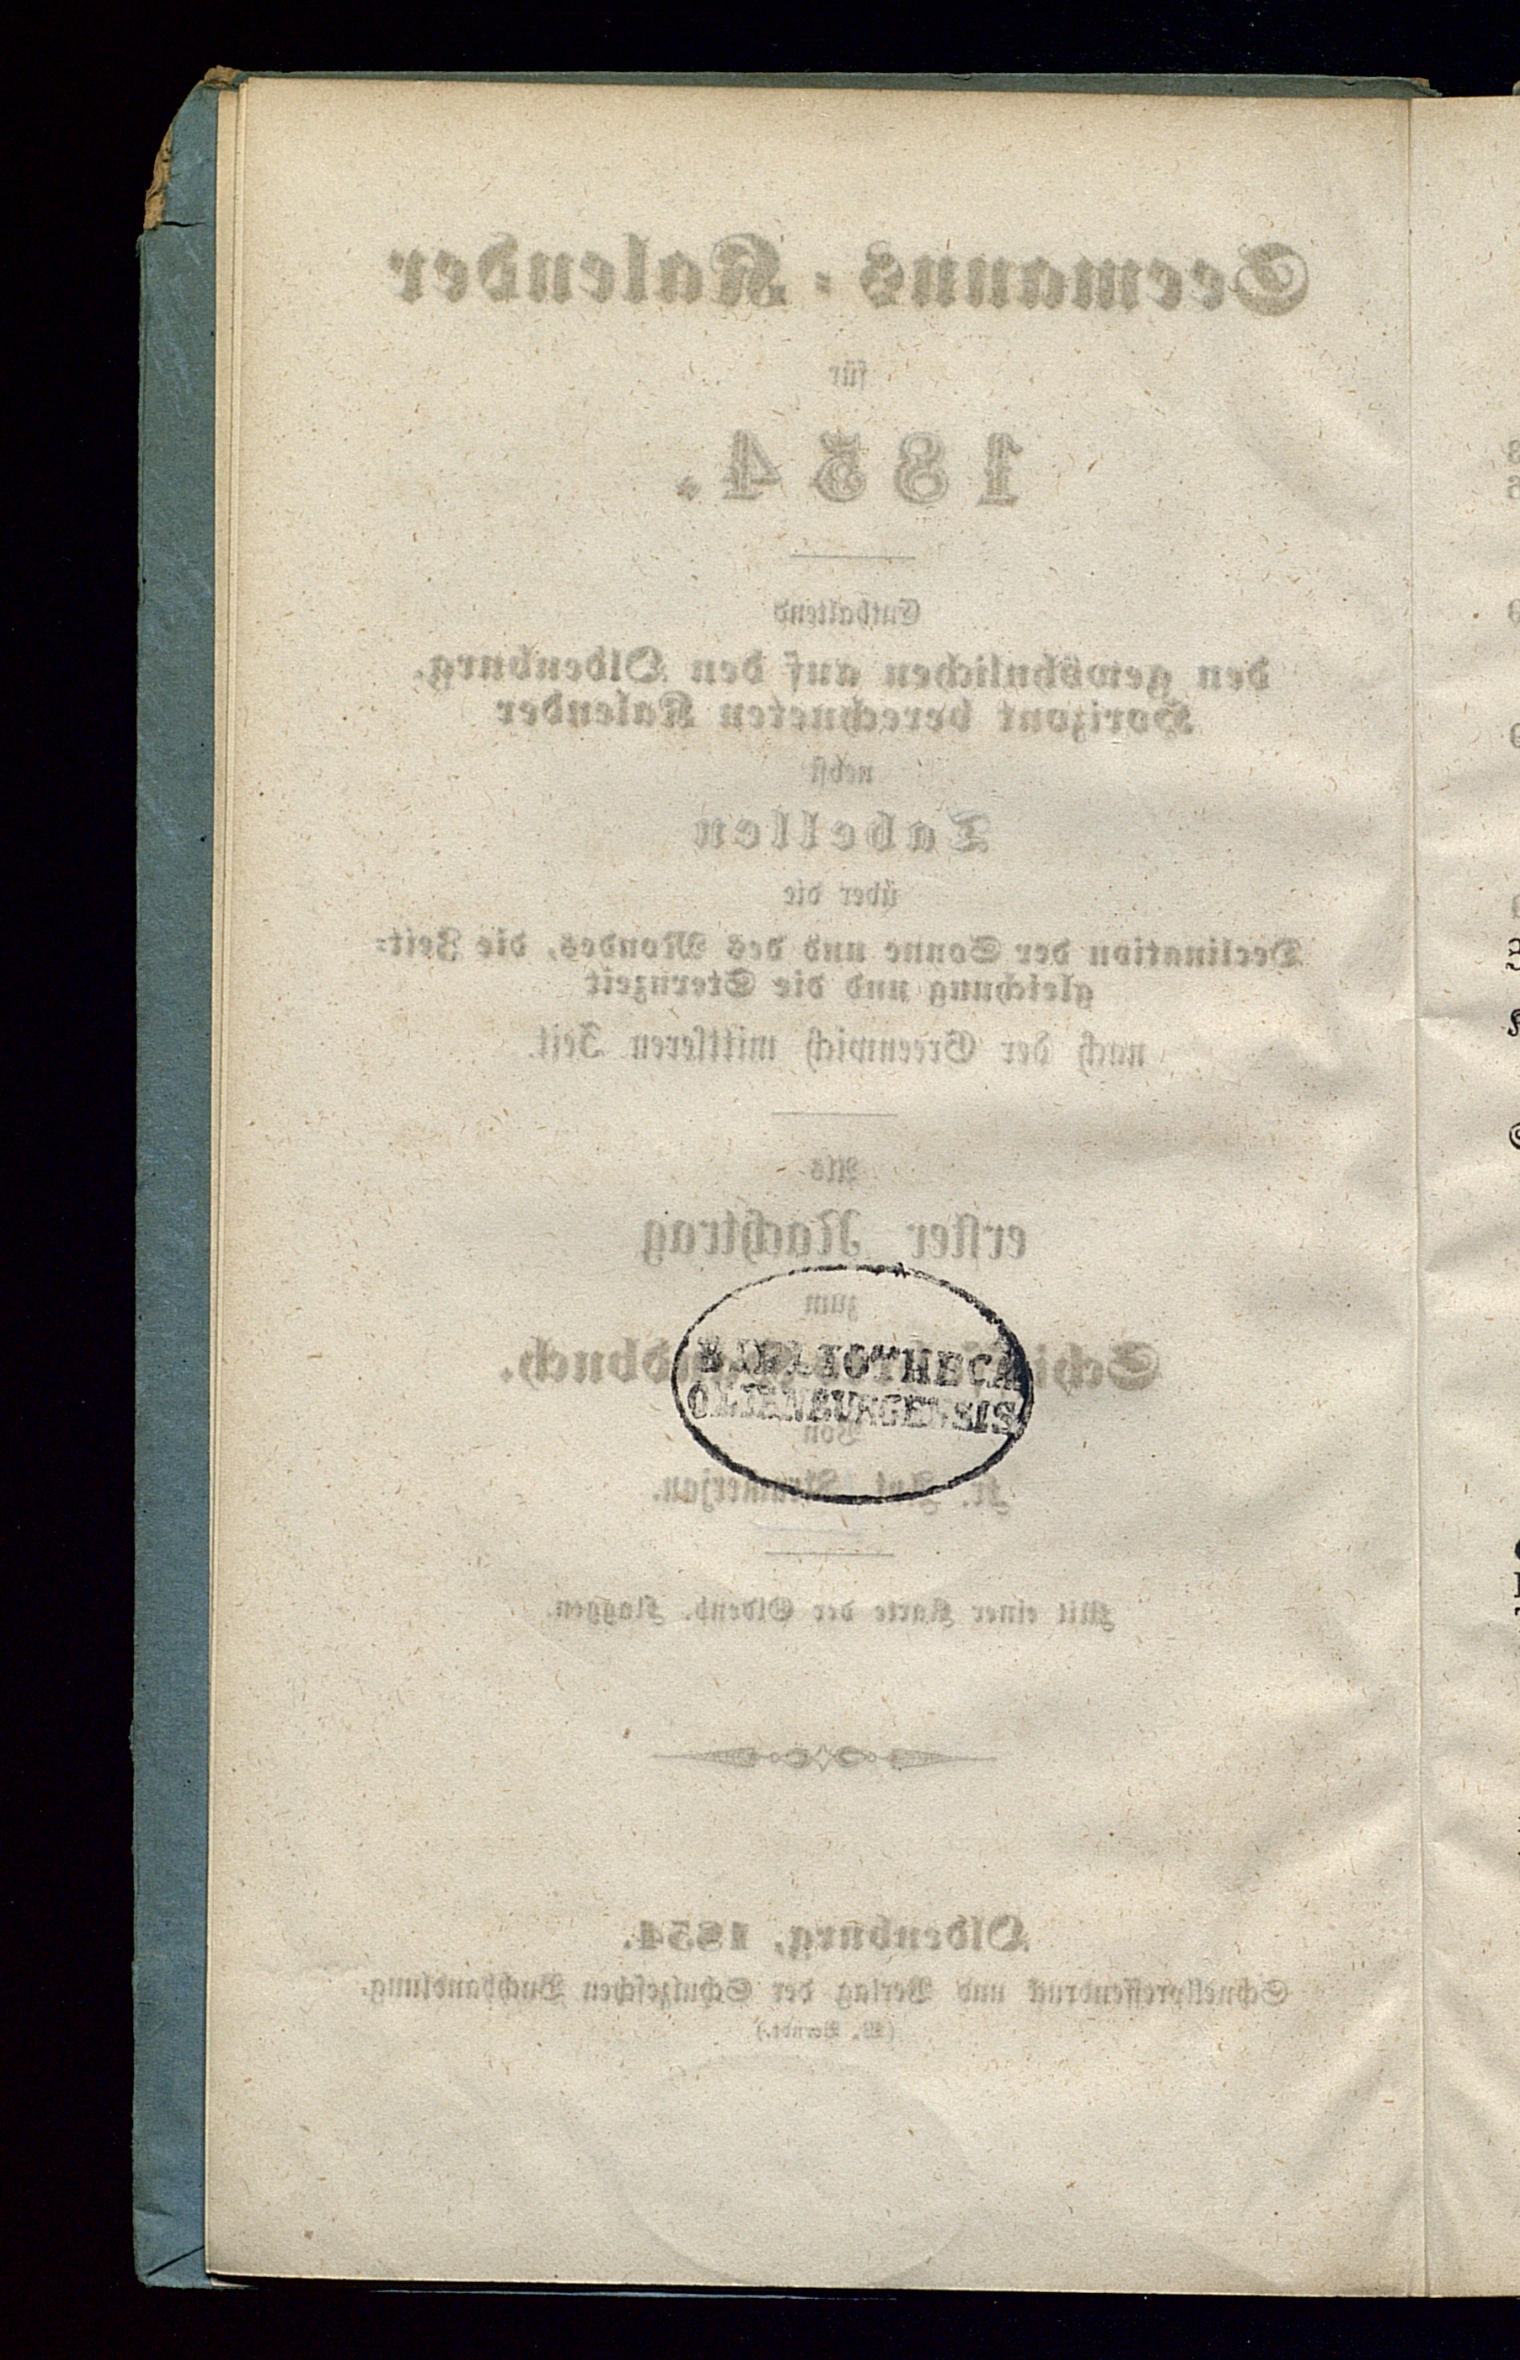 Seemanns-Kalender
für
1854.
Enthaltend
den gewöhnlichen auf den Oldenburg.
Horizont berechneten Kalender
nebst
Tabellen
über die
Declination der Sonne und des Mondes, die Zeit-
gleichung und die Sternzeit
nach der Greenwich mittleren Zeit.
Als
erster Nachtrag
zum
BIBLIOTHECA
OLDENBURGENSIS
Von
Mit einer Karte der Oldenb. Flaggen.
Oldenburg, 1854.
Schnellpressendruck und Verlag der Schulzeschen Buchhandlung.
(W. Berndt.)